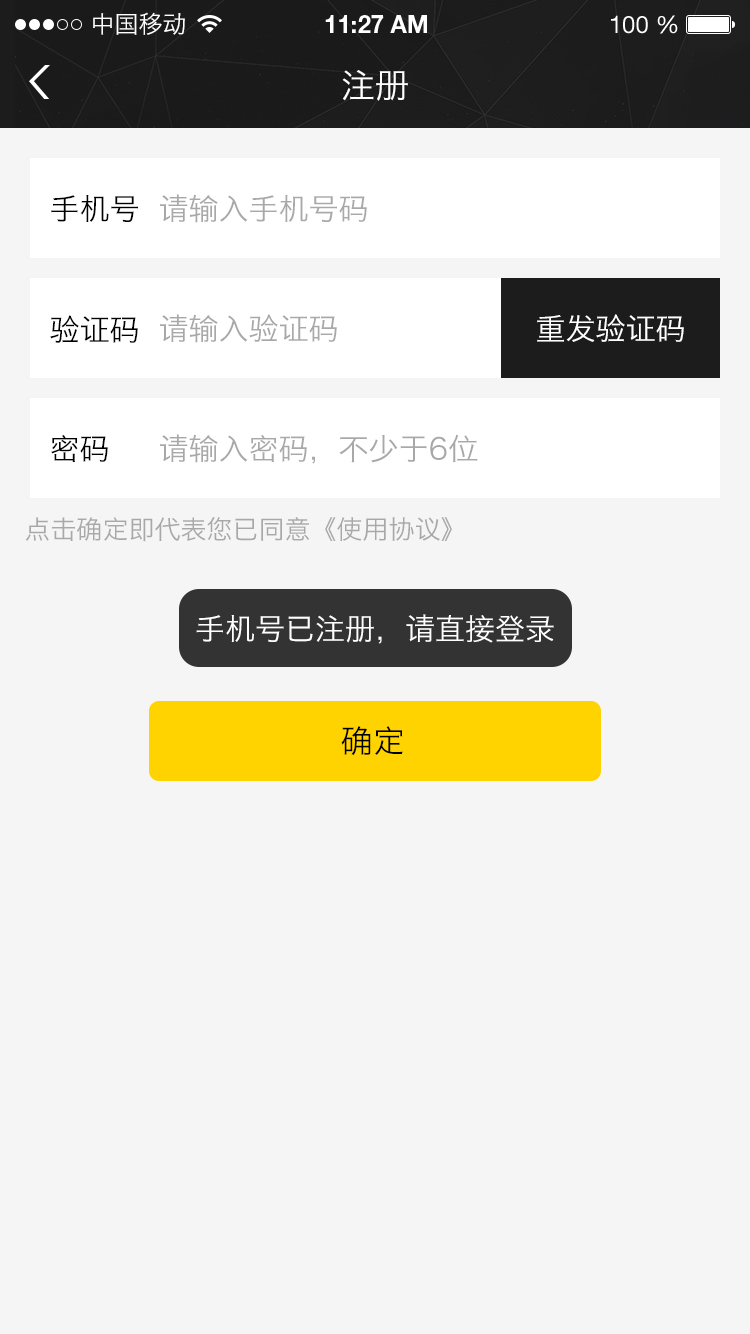 中国移动 11:27 AM 100 %
注册
手机号 请输入手机号码
验证码 请输入验证码 重发验证码
密码 请输入密码，不少于6位
点击确定即代表您已同意《使用协议》
手机号已注册，请直接登录
确定